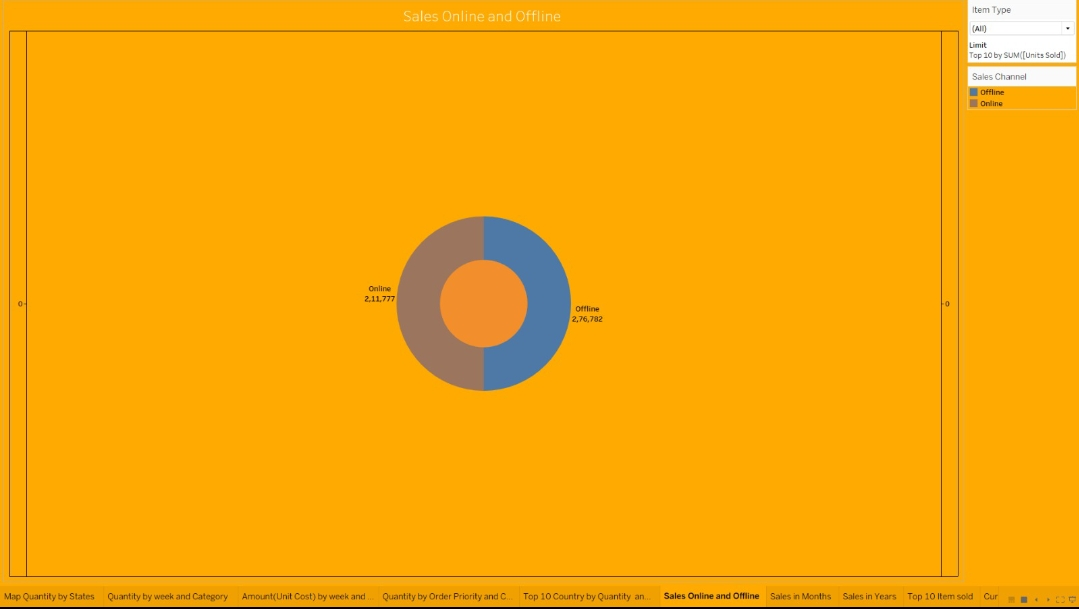 Sales Online and Offline
Item Type
(All)
Limit
Top 10 by SUM([Units Sold])
Sales Channel
Offline
Online
Online
2,11,777
Offline
2,76,782
0
0
Map Quantity by States
Quantity by week and Category
Amount(Unit Cost) by week and ...
Quantity by Order Priority and C...
Top 10 Country by Quantity an...
Sales Online and Offline
Sales in Months
Sales in Years
Top 10 Item sold
Cur